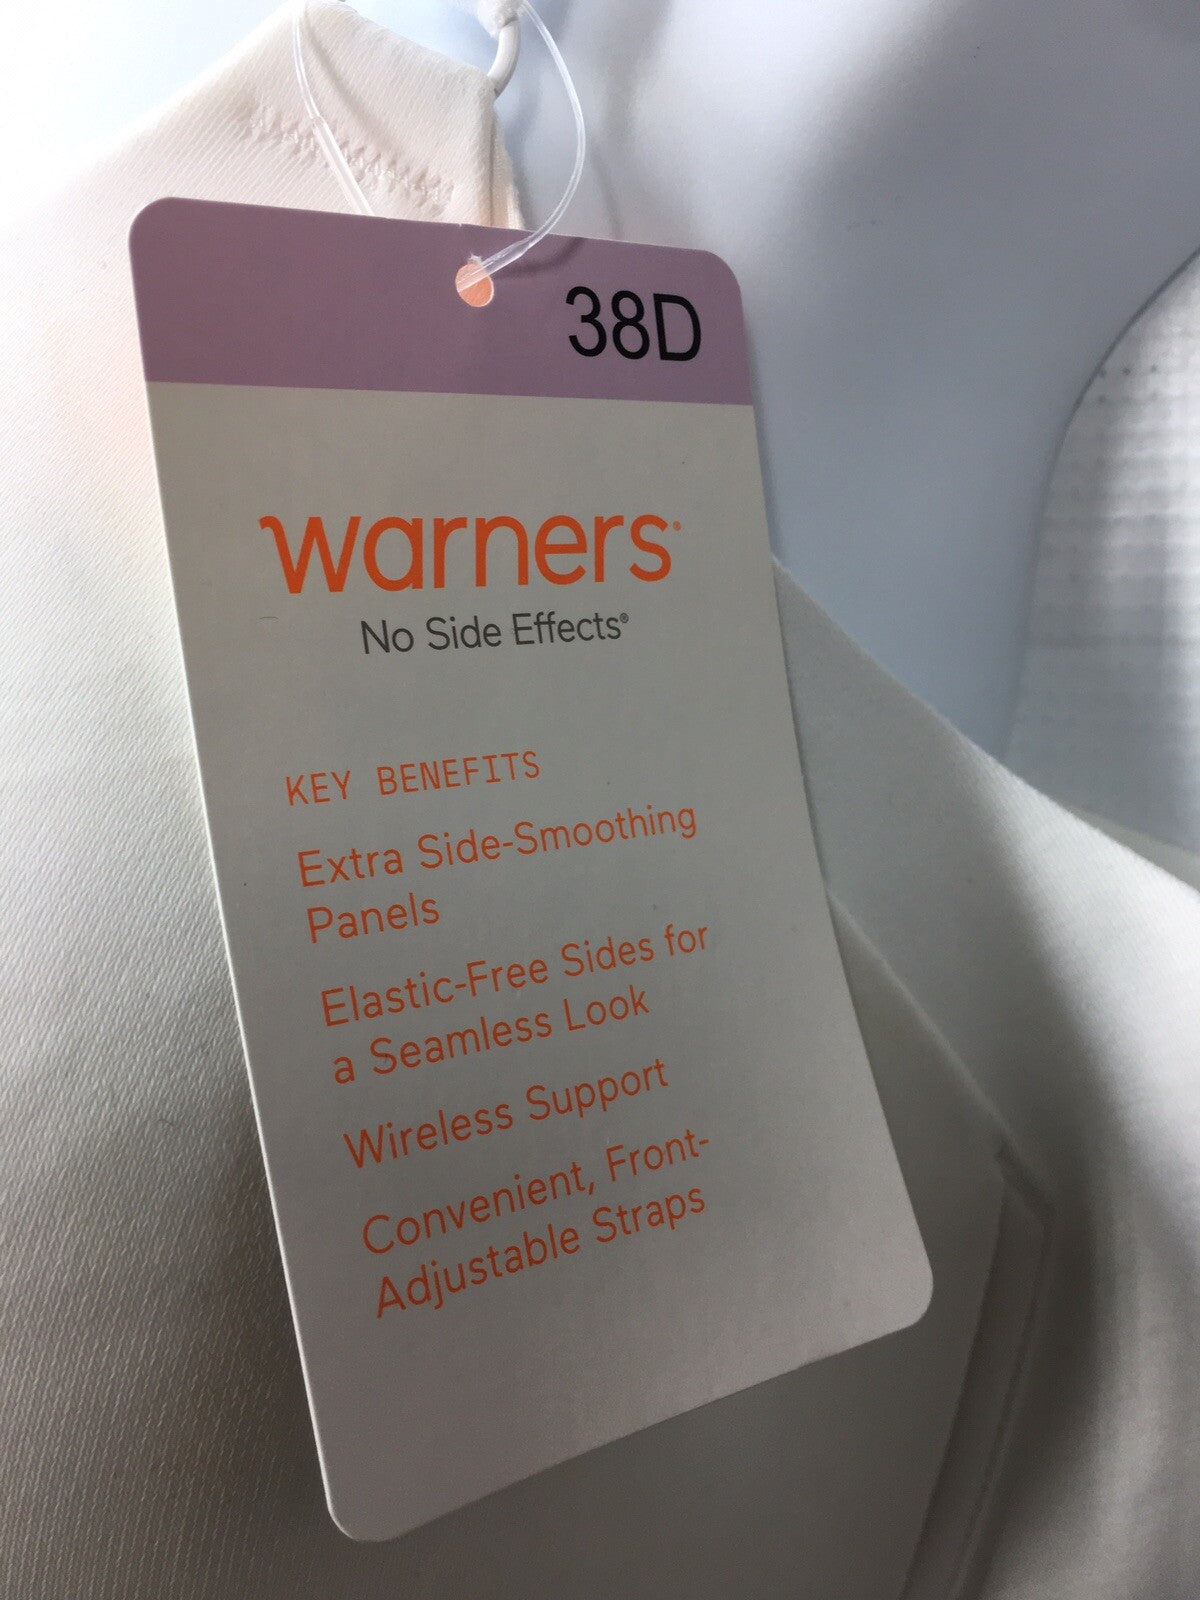 38D
warners®
No Side Effects®
KEY BENEFITS
Extra Side-Smoothing
Panels
Elastic-Free Sides for
a Seamless Look
Wireless Support
Convenient, Front-
Adjustable Straps